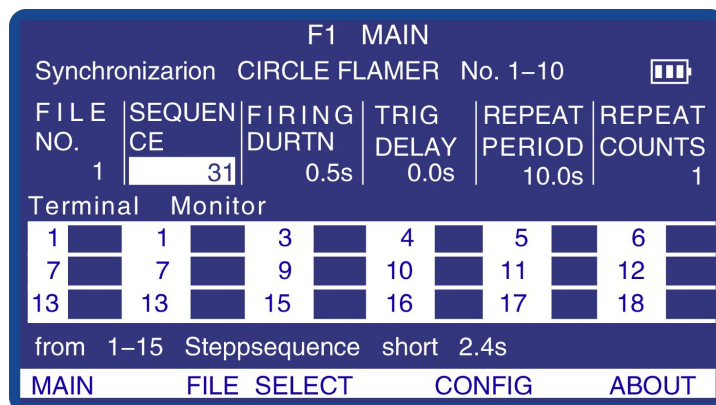 F1 MAIN
Synchronizarion CIRCLE FLAMER No. 1–10
FILE SEQUEN FIRING TRIG REPEAT REPEAT
NO. CE DURTN DELAY PERIOD COUNTS
1 31 0.5s 0.0s 10.0s 1
Terminal Monitor
1 1 3 4 5 6
7 7 9 10 11 12
13 13 15 16 17 18
from 1–15 Steppsequence short 2.4s
MAIN FILE SELECT CONFIG ABOUT